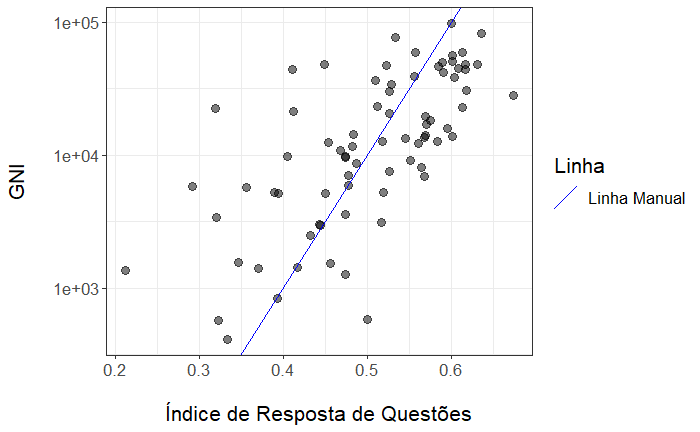 1e+05
1e+04
1e+03
GNI
0.2 0.3 0.4 0.5 0.6
Índice de Resposta de Questões
Linha
Linha Manual